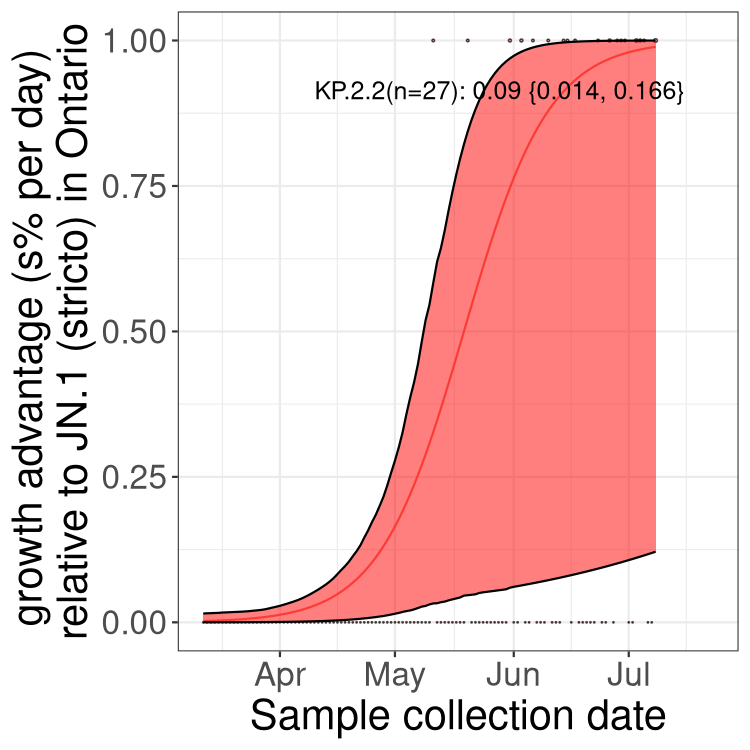 growth advantage (s% per day)
relative to JN.1 (stricto) in Ontario
1.00
0.75
0.50
0.25
0.00
KP.2.2(n=27): 0.09 {0.014, 0.166}
Apr May Jun Jul
Sample collection date